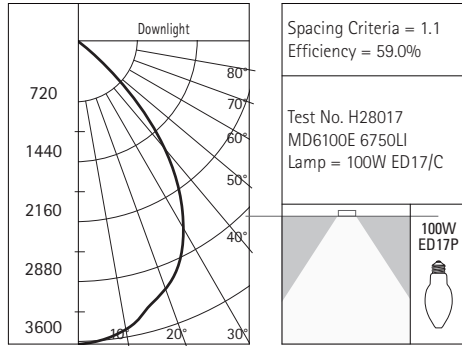 Downlight
720
1440
2160
2880
3600
80°
70°
60°
50°
40°
30°
20°
10°
Spacing Criteria = 1.1
Efficiency = 59.0%
Test No. H28017
MD6100E 6750LI
Lamp = 100W ED17/C
100W
ED17P